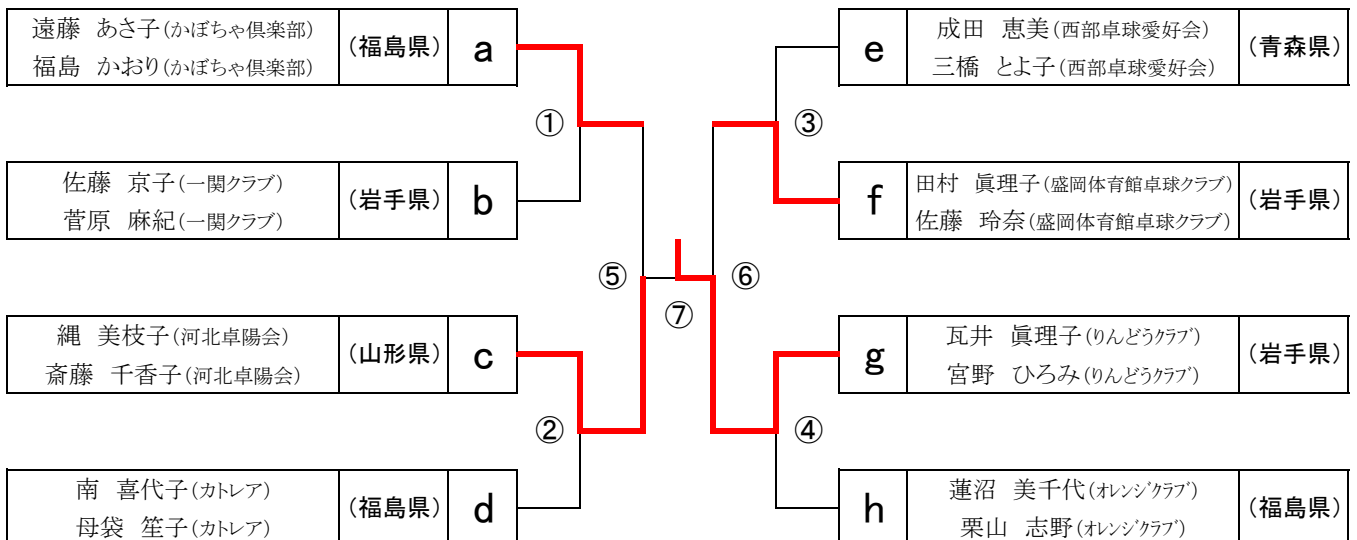 遠藤　あさ子(かぼちゃ倶楽部)
福島　かおり(かぼちゃ倶楽部)
(福島県)
a
①
佐藤　京子(一関クラブ)
菅原　麻紀(一関クラブ)
(岩手県)
b
⑤
縄　美枝子(河北卓陽会)
斎藤　千香子(河北卓陽会)
(山形県)
c
②
南　喜代子(カトレア)
母袋　笙子(カトレア)
(福島県)
d
⑦
e
成田　恵美(西部卓球愛好会)
三橋　とよ子(西部卓球愛好会)
(青森県)
③
f
田村　眞理子(盛岡体育館卓球クラブ)
佐藤　玲奈(盛岡体育館卓球クラブ)
(岩手県)
⑥
g
瓦井　眞理子(りんどうクラブ)
宮野　ひろみ(りんどうクラブ)
(岩手県)
④
h
蓮沼　美千代(オレンジクラブ)
栗山　志野(オレンジクラブ)
(福島県)